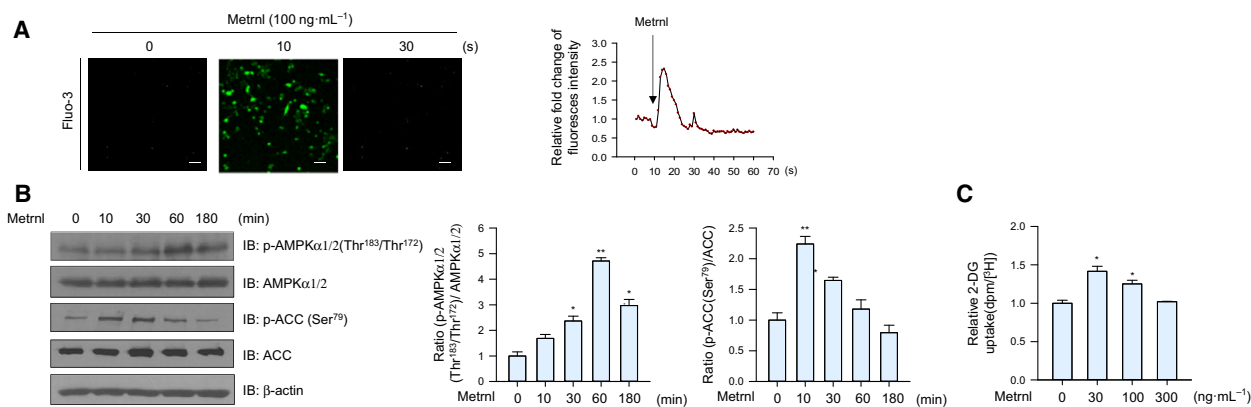 A
Metrnl (100 ng·mL⁻¹)
0 10 30 (s)
Fluo-3
Metrnl
Relative fold change of
fluoresces intensity
3.0
2.5
2.0
1.5
1.0
0.5
0.0
0 10 20 30 40 50 60 70 (s)
B
Metrnl 0 10 30 60 180 (min)
IB: p-AMPKα1/2(Thr¹⁸³/Thr¹⁷²)
IB: AMPKα1/2
IB: p-ACC (Ser⁷⁹)
IB: ACC
IB: β-actin
Ratio (p-AMPKα1/2
(Thr¹⁸³/Thr¹⁷²)/ AMPKα1/2)
6
5
4
3
2
1
0
* ** *
Metrnl 0 10 30 60 180 (min)
Ratio (p-ACC(Ser⁷⁹)/ACC)
2.5
2.0
1.5
1.0
0.5
0.0
** *
Metrnl 0 10 30 60 180 (min)
C
Relative 2-DG
uptake(dpm/[³H])
2.0
1.5
1.0
0.5
0.0
* *
Metrnl 0 30 100 300 (ng·mL⁻¹)